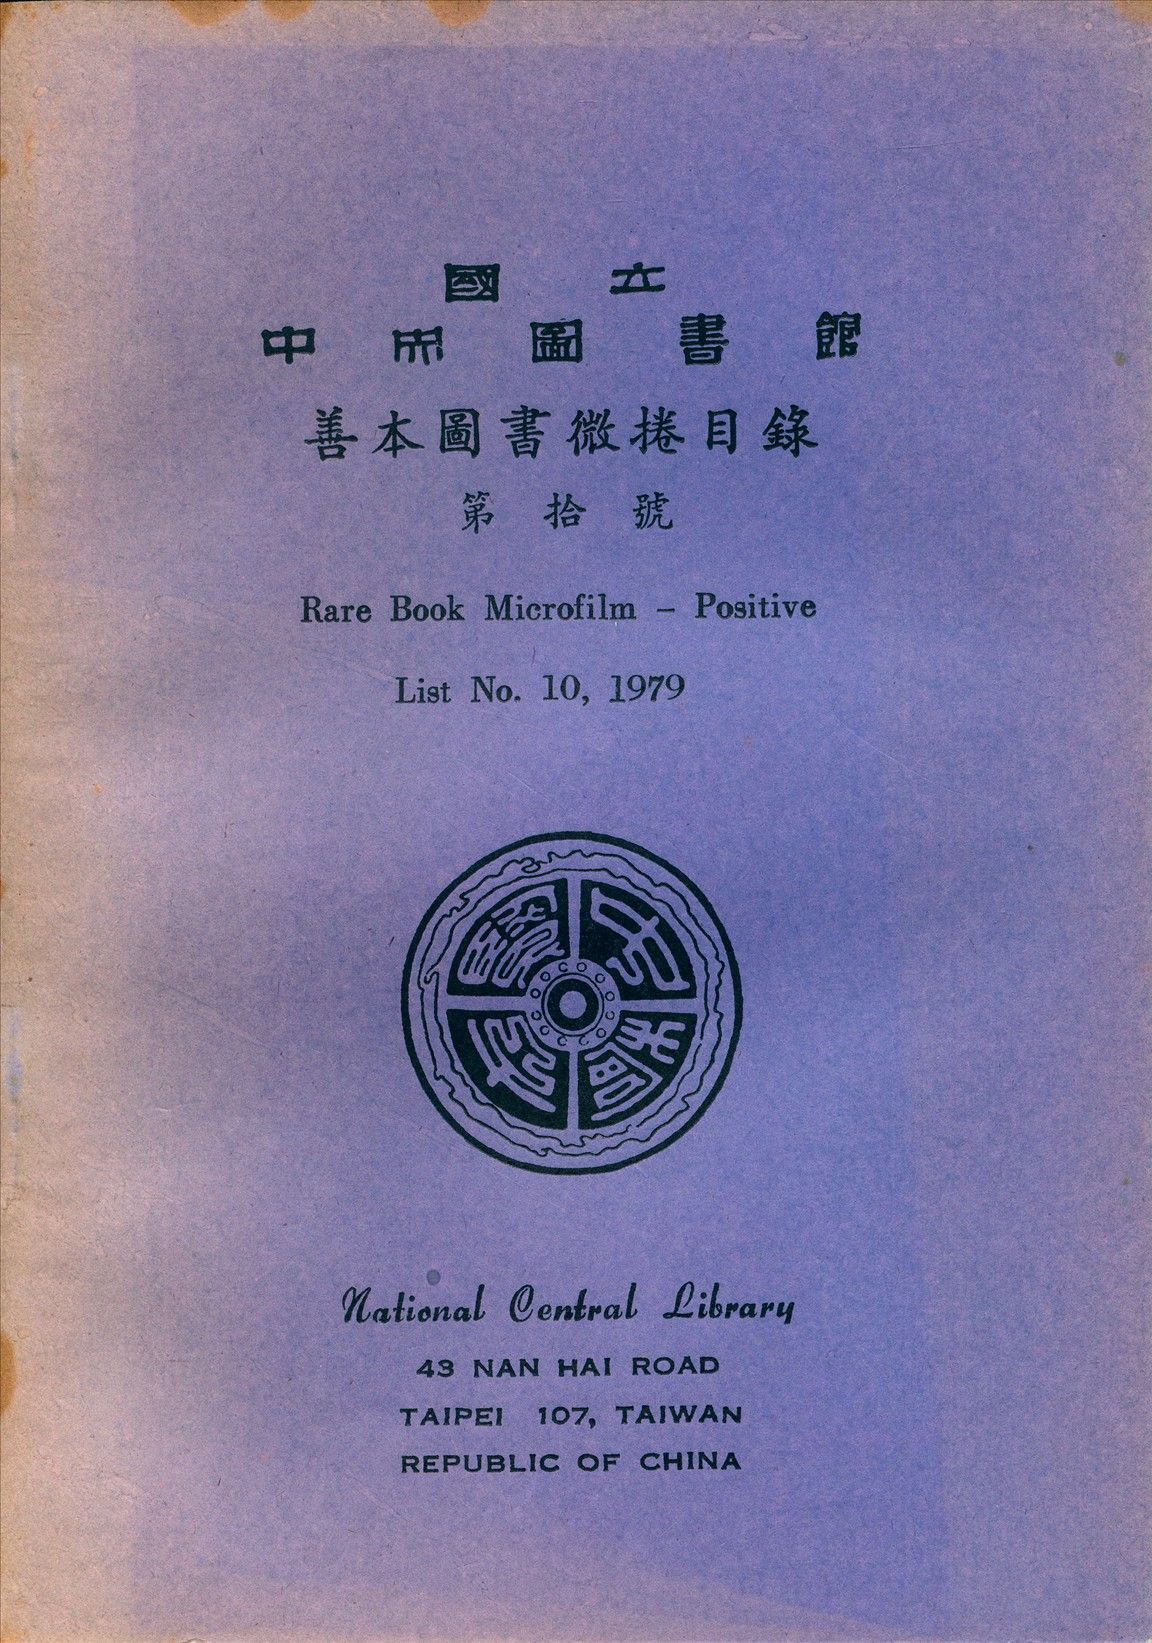 國立
中央圖書館
善本圖書微捲目錄
第拾號
Rare Book Microfilm – Positive
List No. 10, 1979
National Central Library
43 NAN HAI ROAD
TAIPEI 107, TAIWAN
REPUBLIC OF CHINA